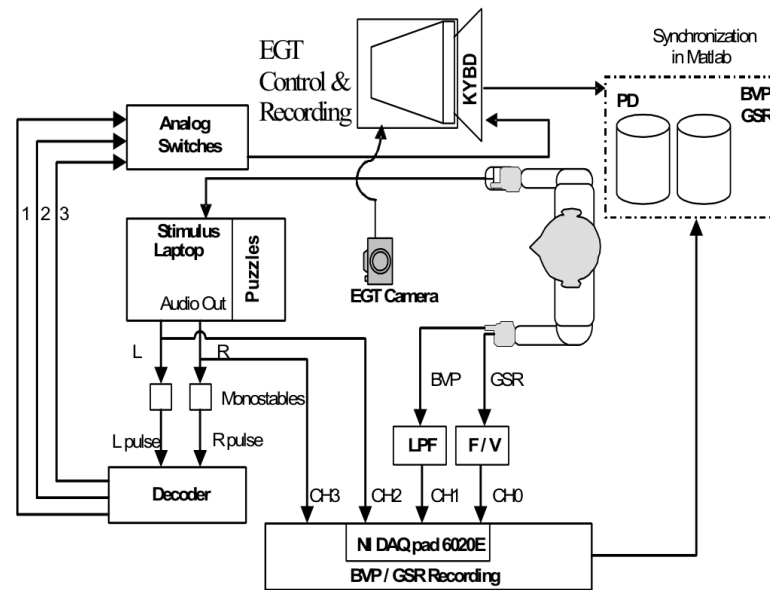 EGT
Control &
Recording
KYBD
Synchronization
in Matlab
PD
BVP
GSR
Analog
Switches
1
2
3
Stimulus
Laptop
Puzzles
Audio Out
EGT Camera
L
R
BVP
GSR
Monostables
LPF
F / V
L pulse
R pulse
Decoder
CH3
CH2
CH1
CH0
NI DAQ pad 6020E
BVP / GSR Recording